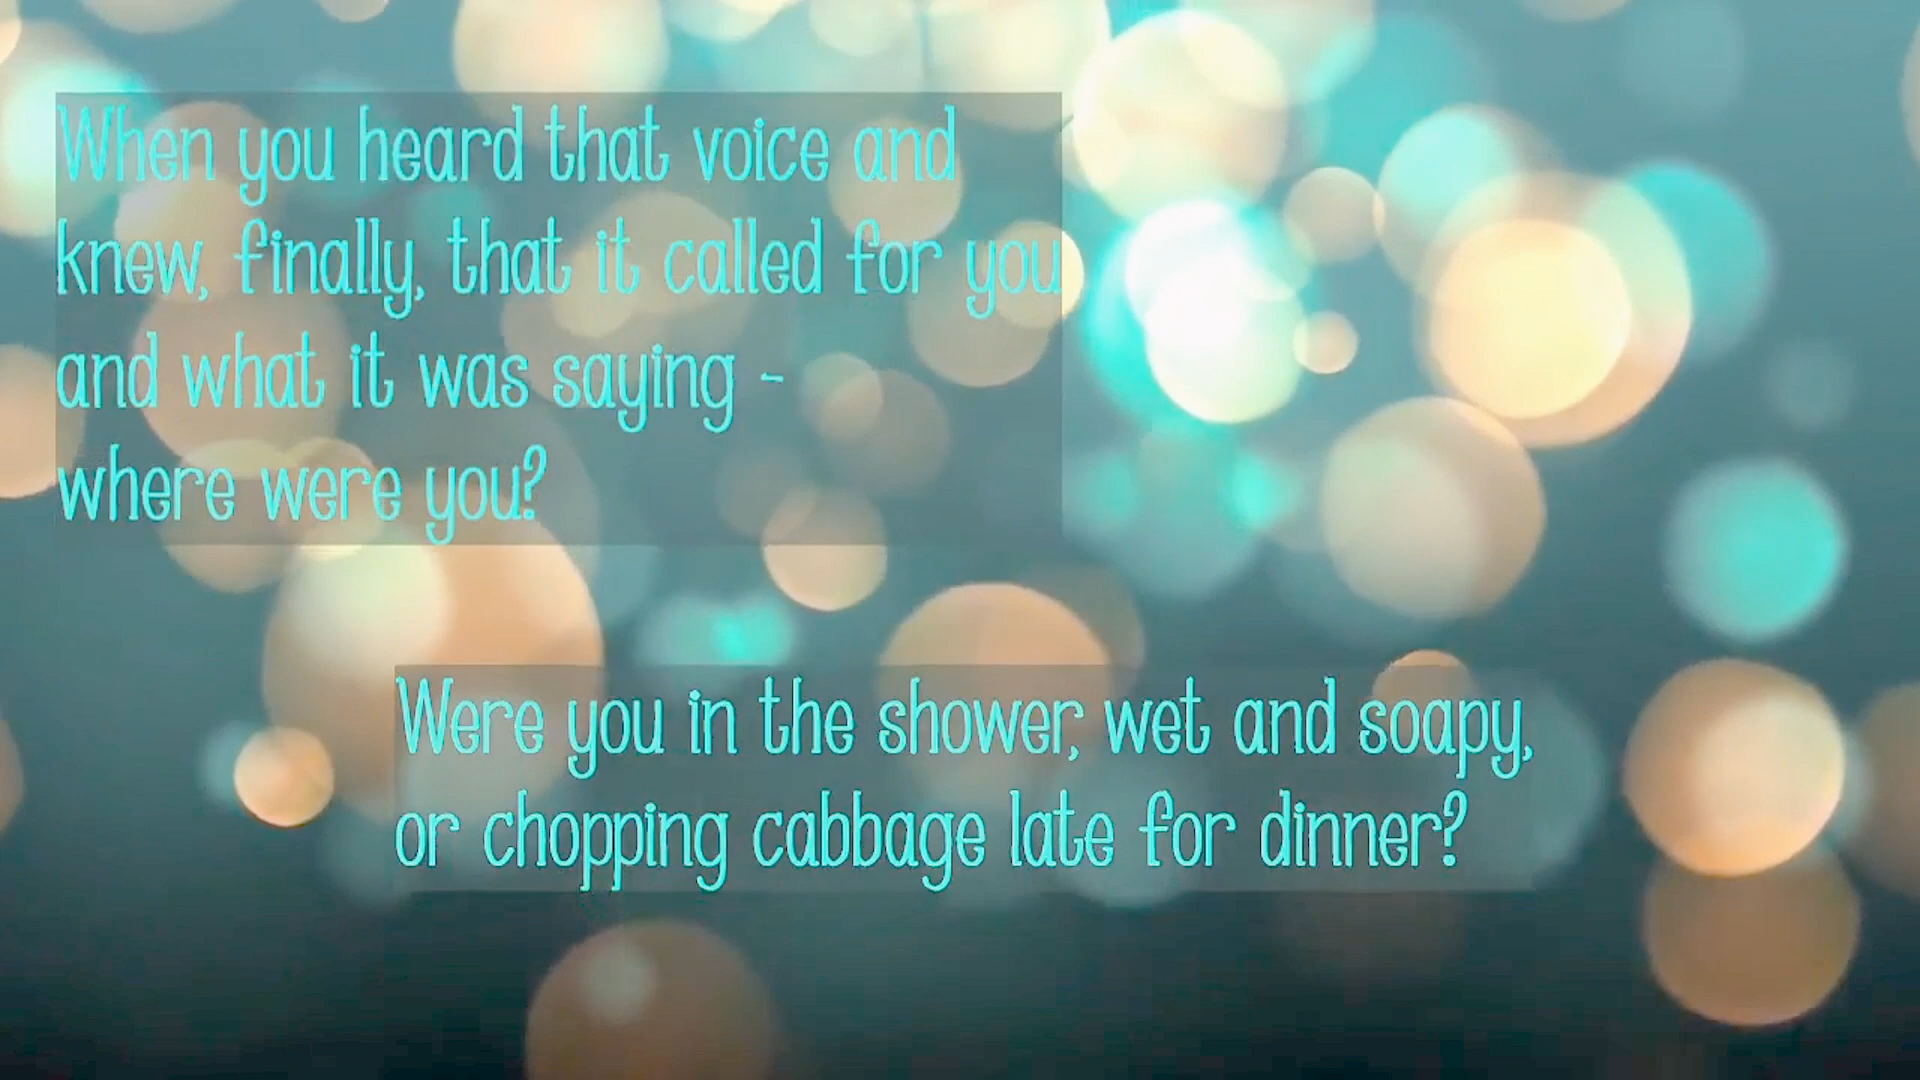 When you heard that voice and
knew, finally, that it called for you
and what it was saying -
where were you?
Were you in the shower, wet and soapy,
or chopping cabbage late for dinner?